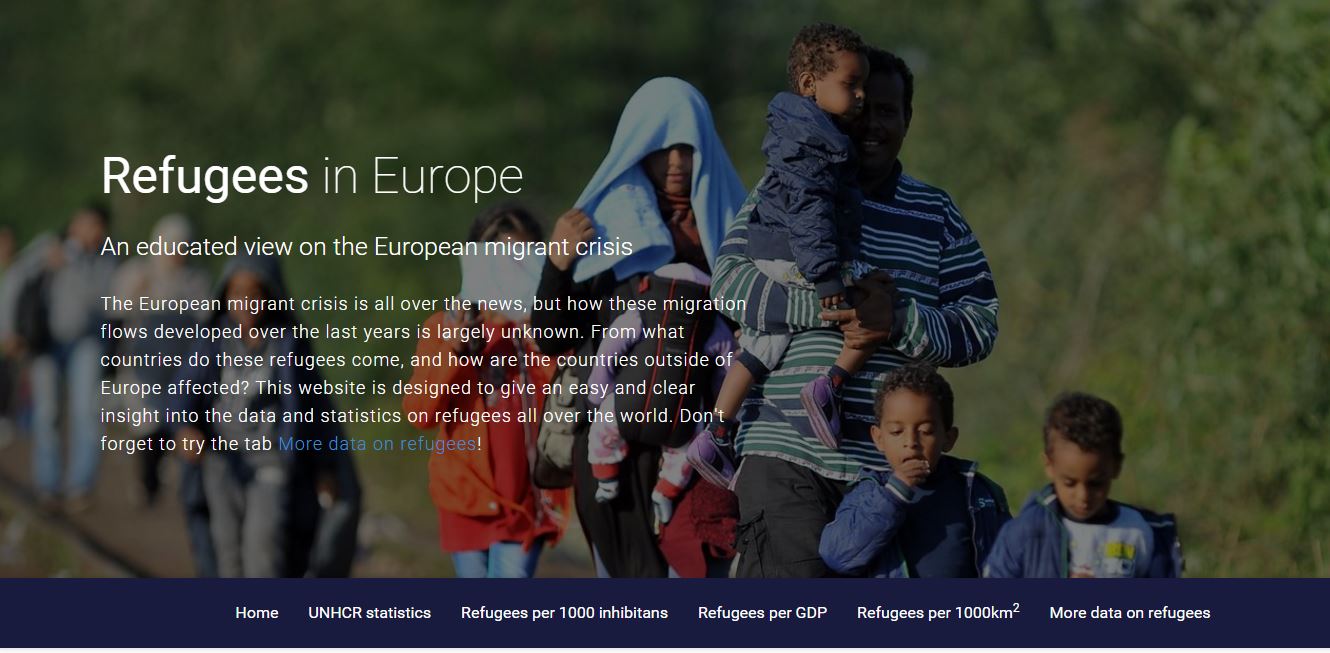 Refugees in Europe
An educated view on the European migrant crisis
The European migrant crisis is all over the news, but how these migration
flows developed over the last years is largely unknown. From what
countries do these refugees come, and how are the countries outside of
Europe affected? This website is designed to give an easy and clear
insight into the data and statistics on refugees all over the world. Don't
forget to try the tab More data on refugees!
Home UNHCR statistics Refugees per 1000 inhibitans Refugees per GDP Refugees per 1000km² More data on refugees